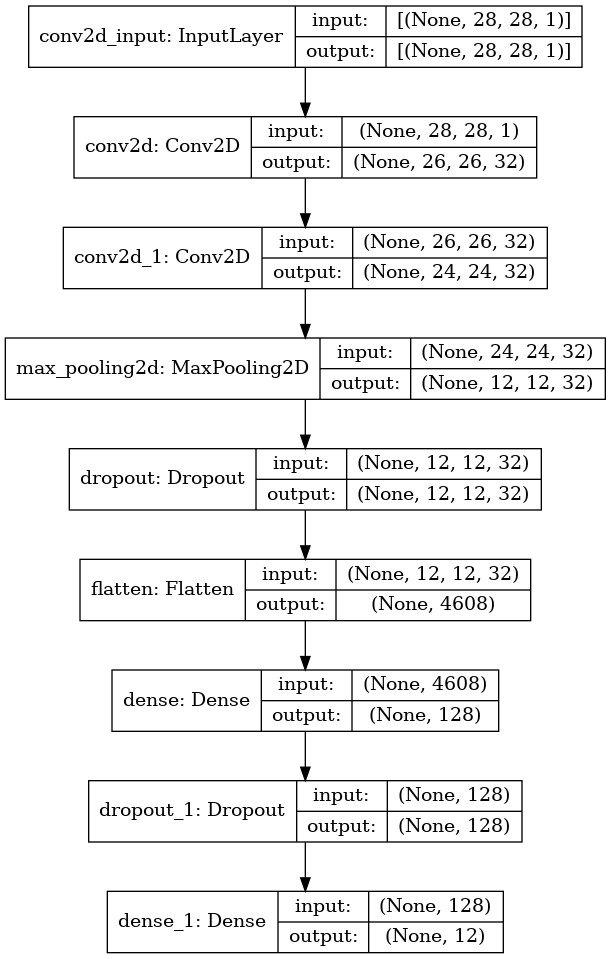 conv2d_input: InputLayer
input: [(None, 28, 28, 1)]
output: [(None, 28, 28, 1)]
conv2d: Conv2D
input: (None, 28, 28, 1)
output: (None, 26, 26, 32)
conv2d_1: Conv2D
input: (None, 26, 26, 32)
output: (None, 24, 24, 32)
max_pooling2d: MaxPooling2D
input: (None, 24, 24, 32)
output: (None, 12, 12, 32)
dropout: Dropout
input: (None, 12, 12, 32)
output: (None, 12, 12, 32)
flatten: Flatten
input: (None, 12, 12, 32)
output: (None, 4608)
dense: Dense
input: (None, 4608)
output: (None, 128)
dropout_1: Dropout
input: (None, 128)
output: (None, 128)
dense_1: Dense
input: (None, 128)
output: (None, 12)